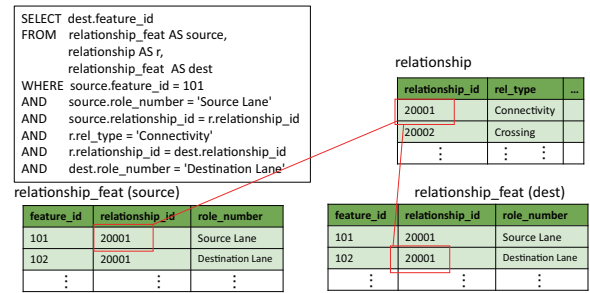 SELECT dest.feature_id
FROM relationship_feat AS source,
relationship AS r,
relationship_feat AS dest
WHERE source.feature_id = 101
AND source.role_number = 'Source Lane'
AND source.relationship_id = r.relationship_id
AND r.rel_type = 'Connectivity'
AND r.relationship_id = dest.relationship_id
AND dest.role_number = 'Destination Lane'
relationship
relationship_id rel_type ...
20001 Connectivity
20002 Crossing
⋮ ⋮ ⋮
relationship_feat (source)
feature_id relationship_id role_number
101 20001 Source Lane
102 20001 Destination Lane
⋮ ⋮ ⋮
relationship_feat (dest)
feature_id relationship_id role_number
101 20001 Source Lane
102 20001 Destination Lane
⋮ ⋮ ⋮